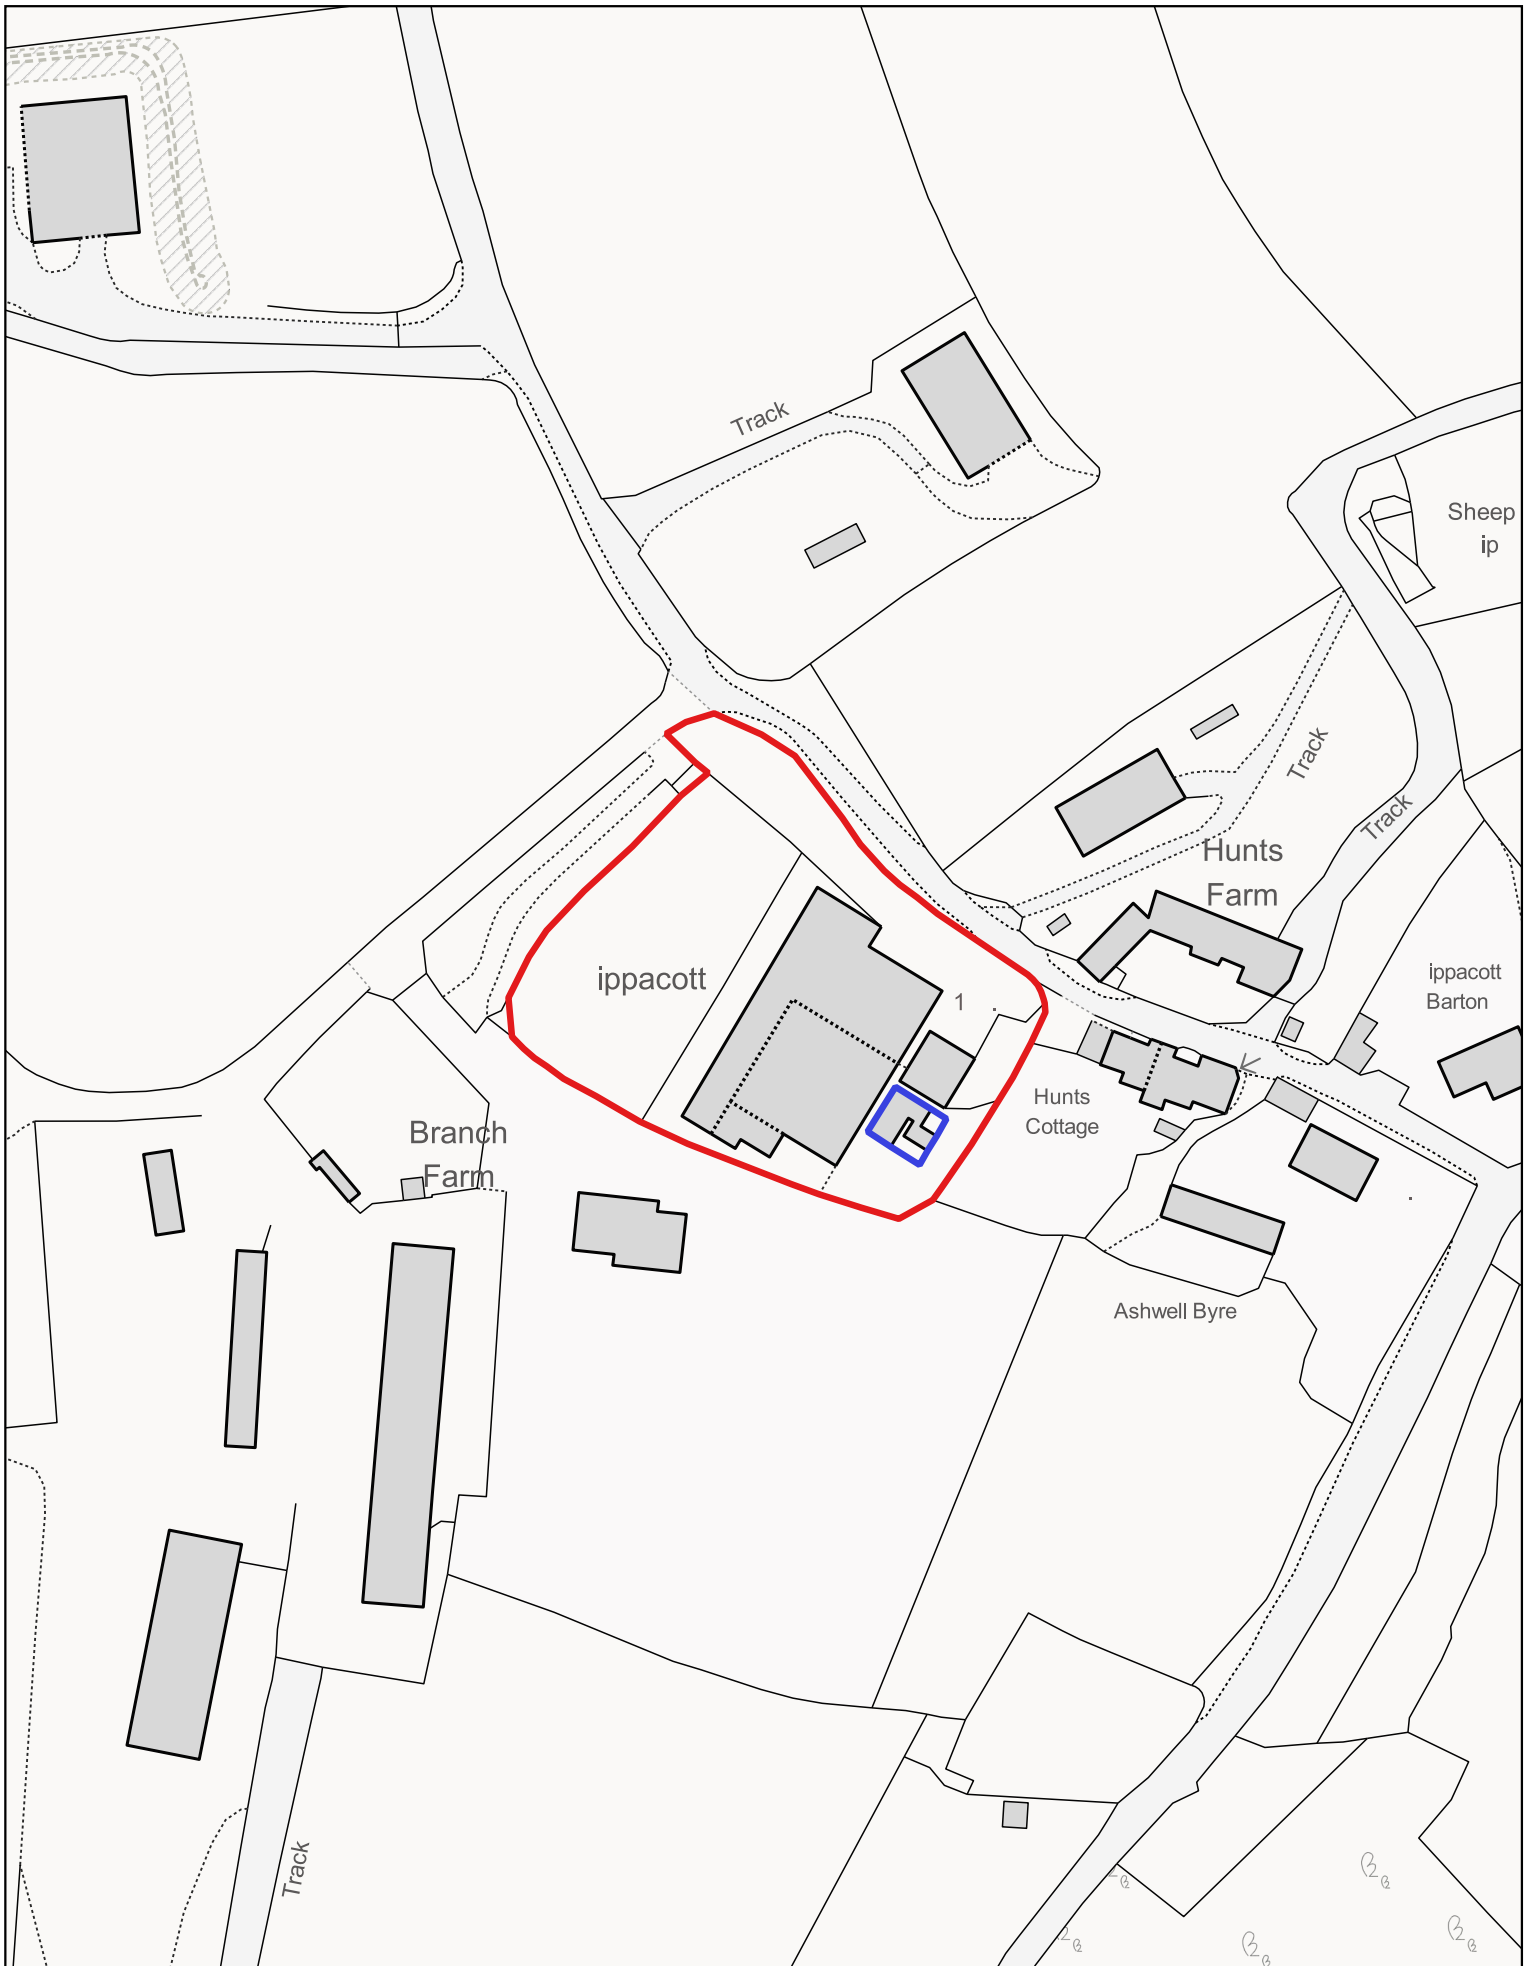 Track
Sheep
ip
Track
Track
Hunts
Farm
ippacott
ippacott
Barton
1
Hunts
Cottage
Branch
Farm
Ashwell Byre
Track